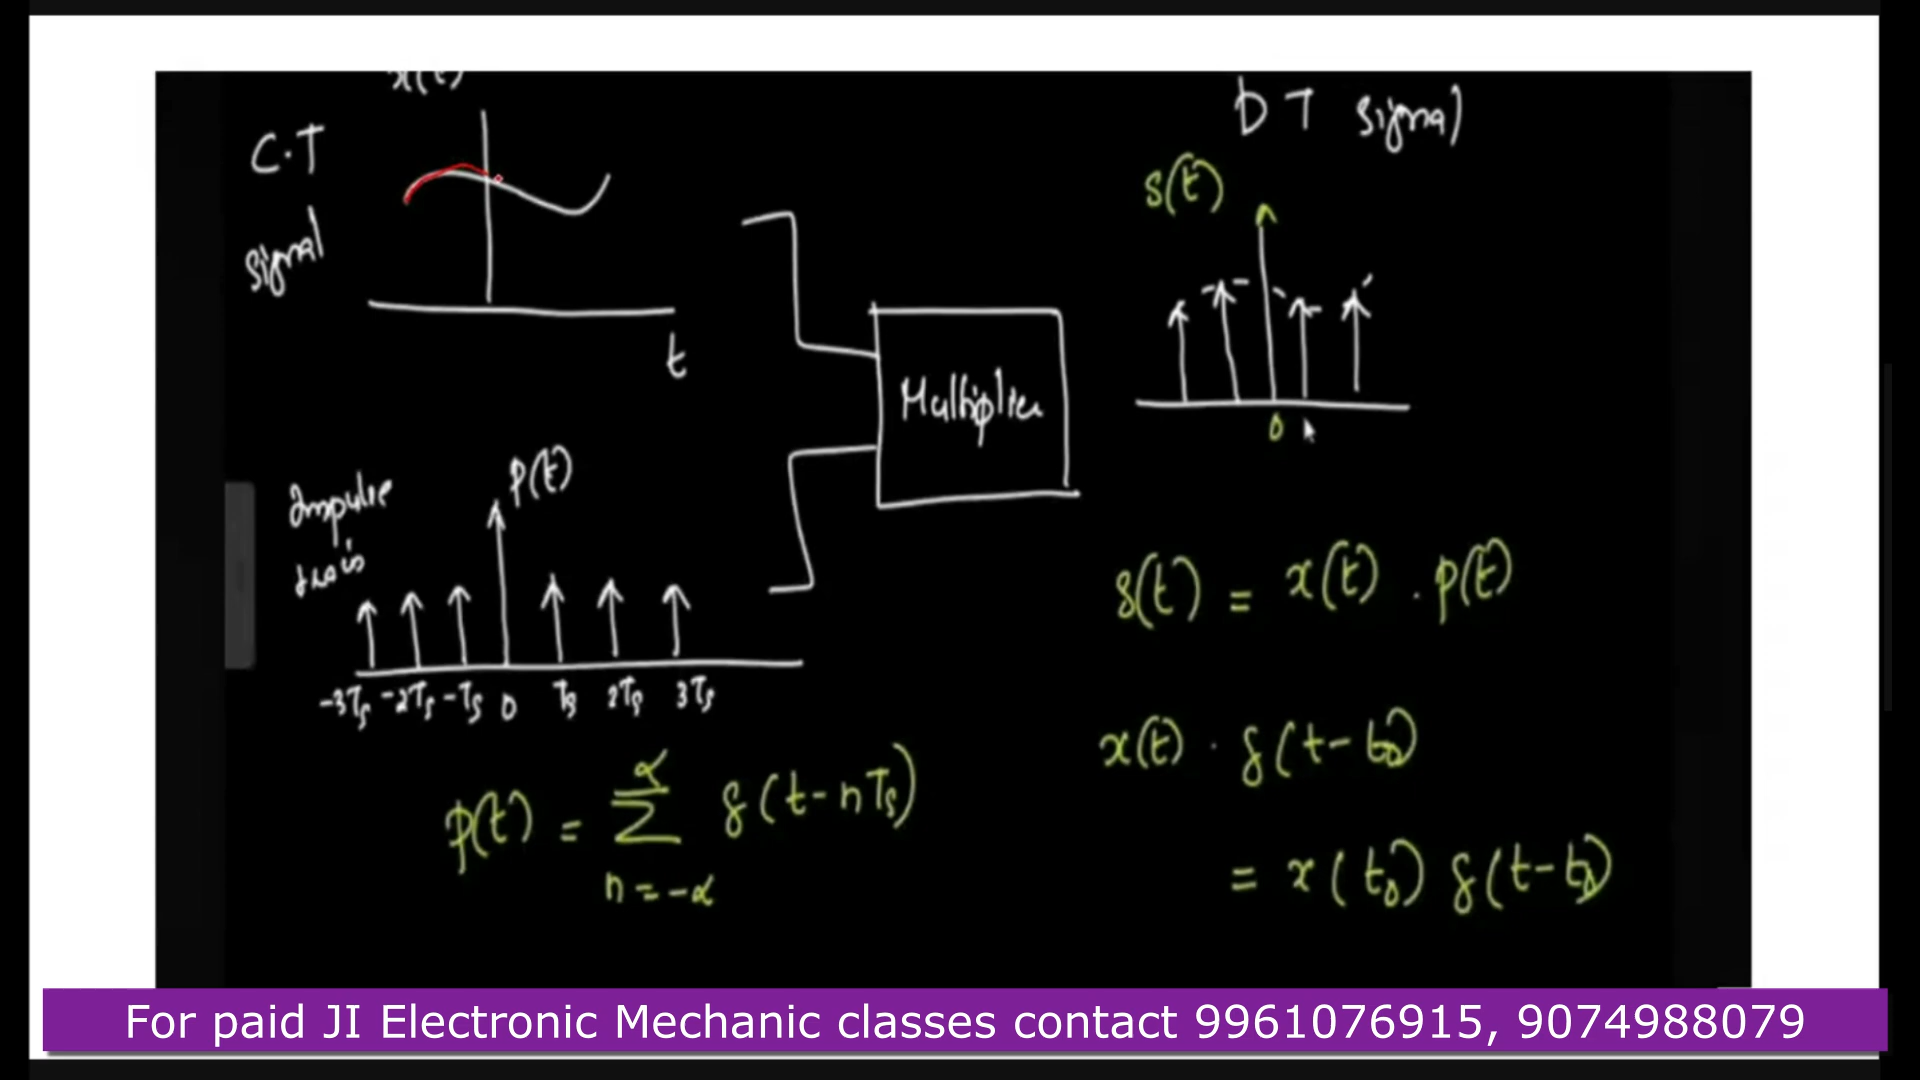 x(t)
C.T
signal
t
Impulse
train
p(t)
-3Ts -2Ts -Ts 0 Ts 2Ts 3Ts
p(t) = ∑ δ(t-nTs)
α
n = -α
Multiplier
DT signal
s(t)
0
s(t) = x(t) . p(t)
x(t) . δ(t-t0)
= x(t0) δ(t-t0)
For paid JI Electronic Mechanic classes contact 9961076915, 9074988079